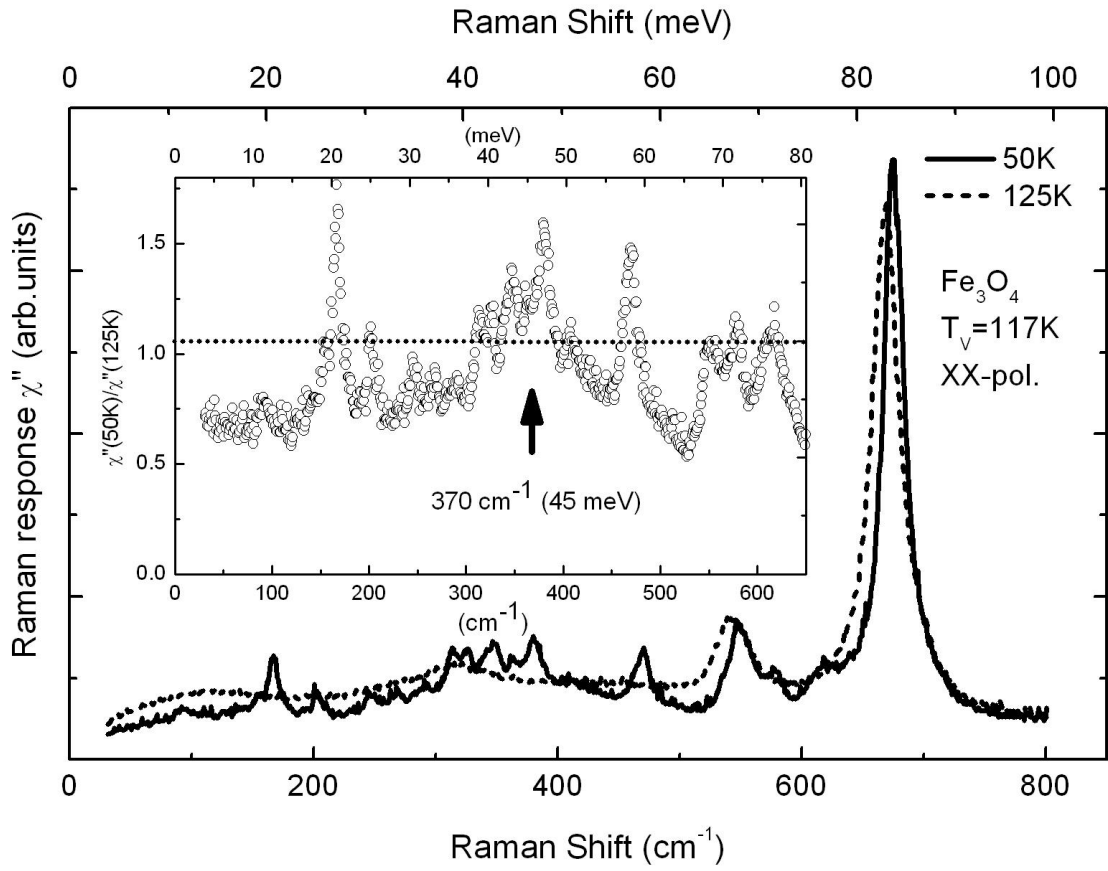 Raman Shift (meV)
0 20 40 60 80 100
(meV)
0 10 20 30 40 50 60 70 80
50K
125K
Fe₃O₄
T_V=117K
XX-pol.
Raman response χ" (arb.units)
χ"(50K)/χ"(125K)
1.5
1.0
0.5
0.0
370 cm⁻¹ (45 meV)
0 100 200 300 400 500 600
(cm⁻¹)
0 200 400 600 800
Raman Shift (cm⁻¹)